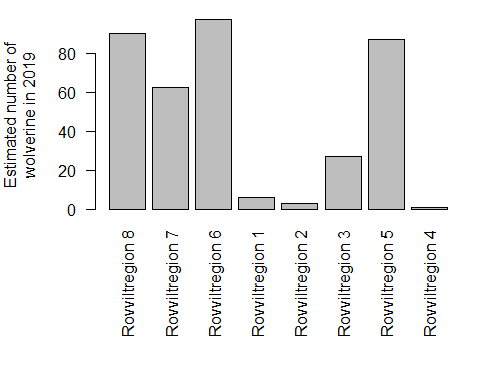 Estimated number of
wolverine in 2019
80
60
40
20
0
Rovviltregion 8
Rovviltregion 7
Rovviltregion 6
Rovviltregion 1
Rovviltregion 2
Rovviltregion 3
Rovviltregion 5
Rovviltregion 4